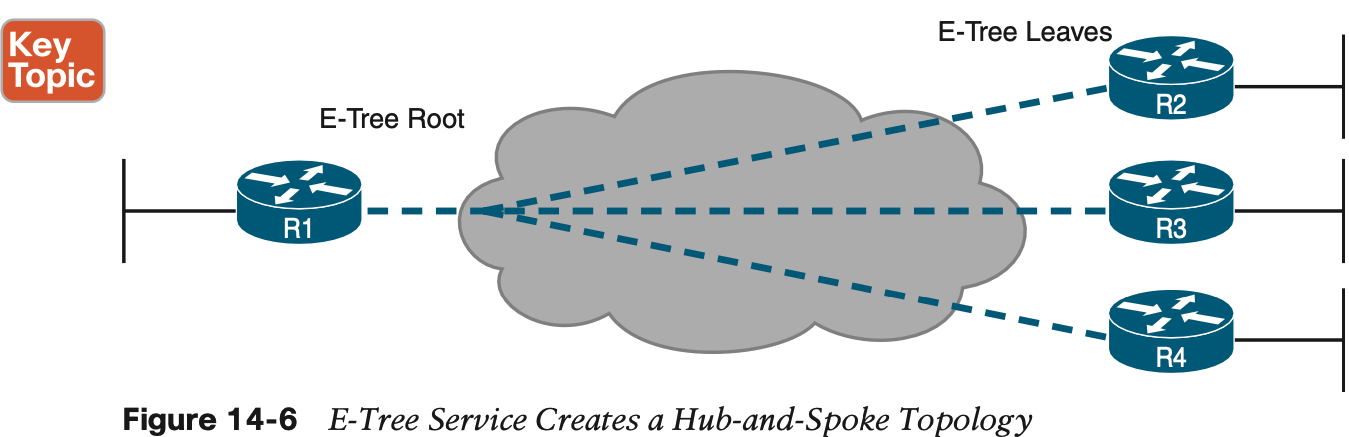 Key
Topic
E-Tree Leaves
R2
E-Tree Root
R1
R3
R4
Figure 14-6 E-Tree Service Creates a Hub-and-Spoke Topology